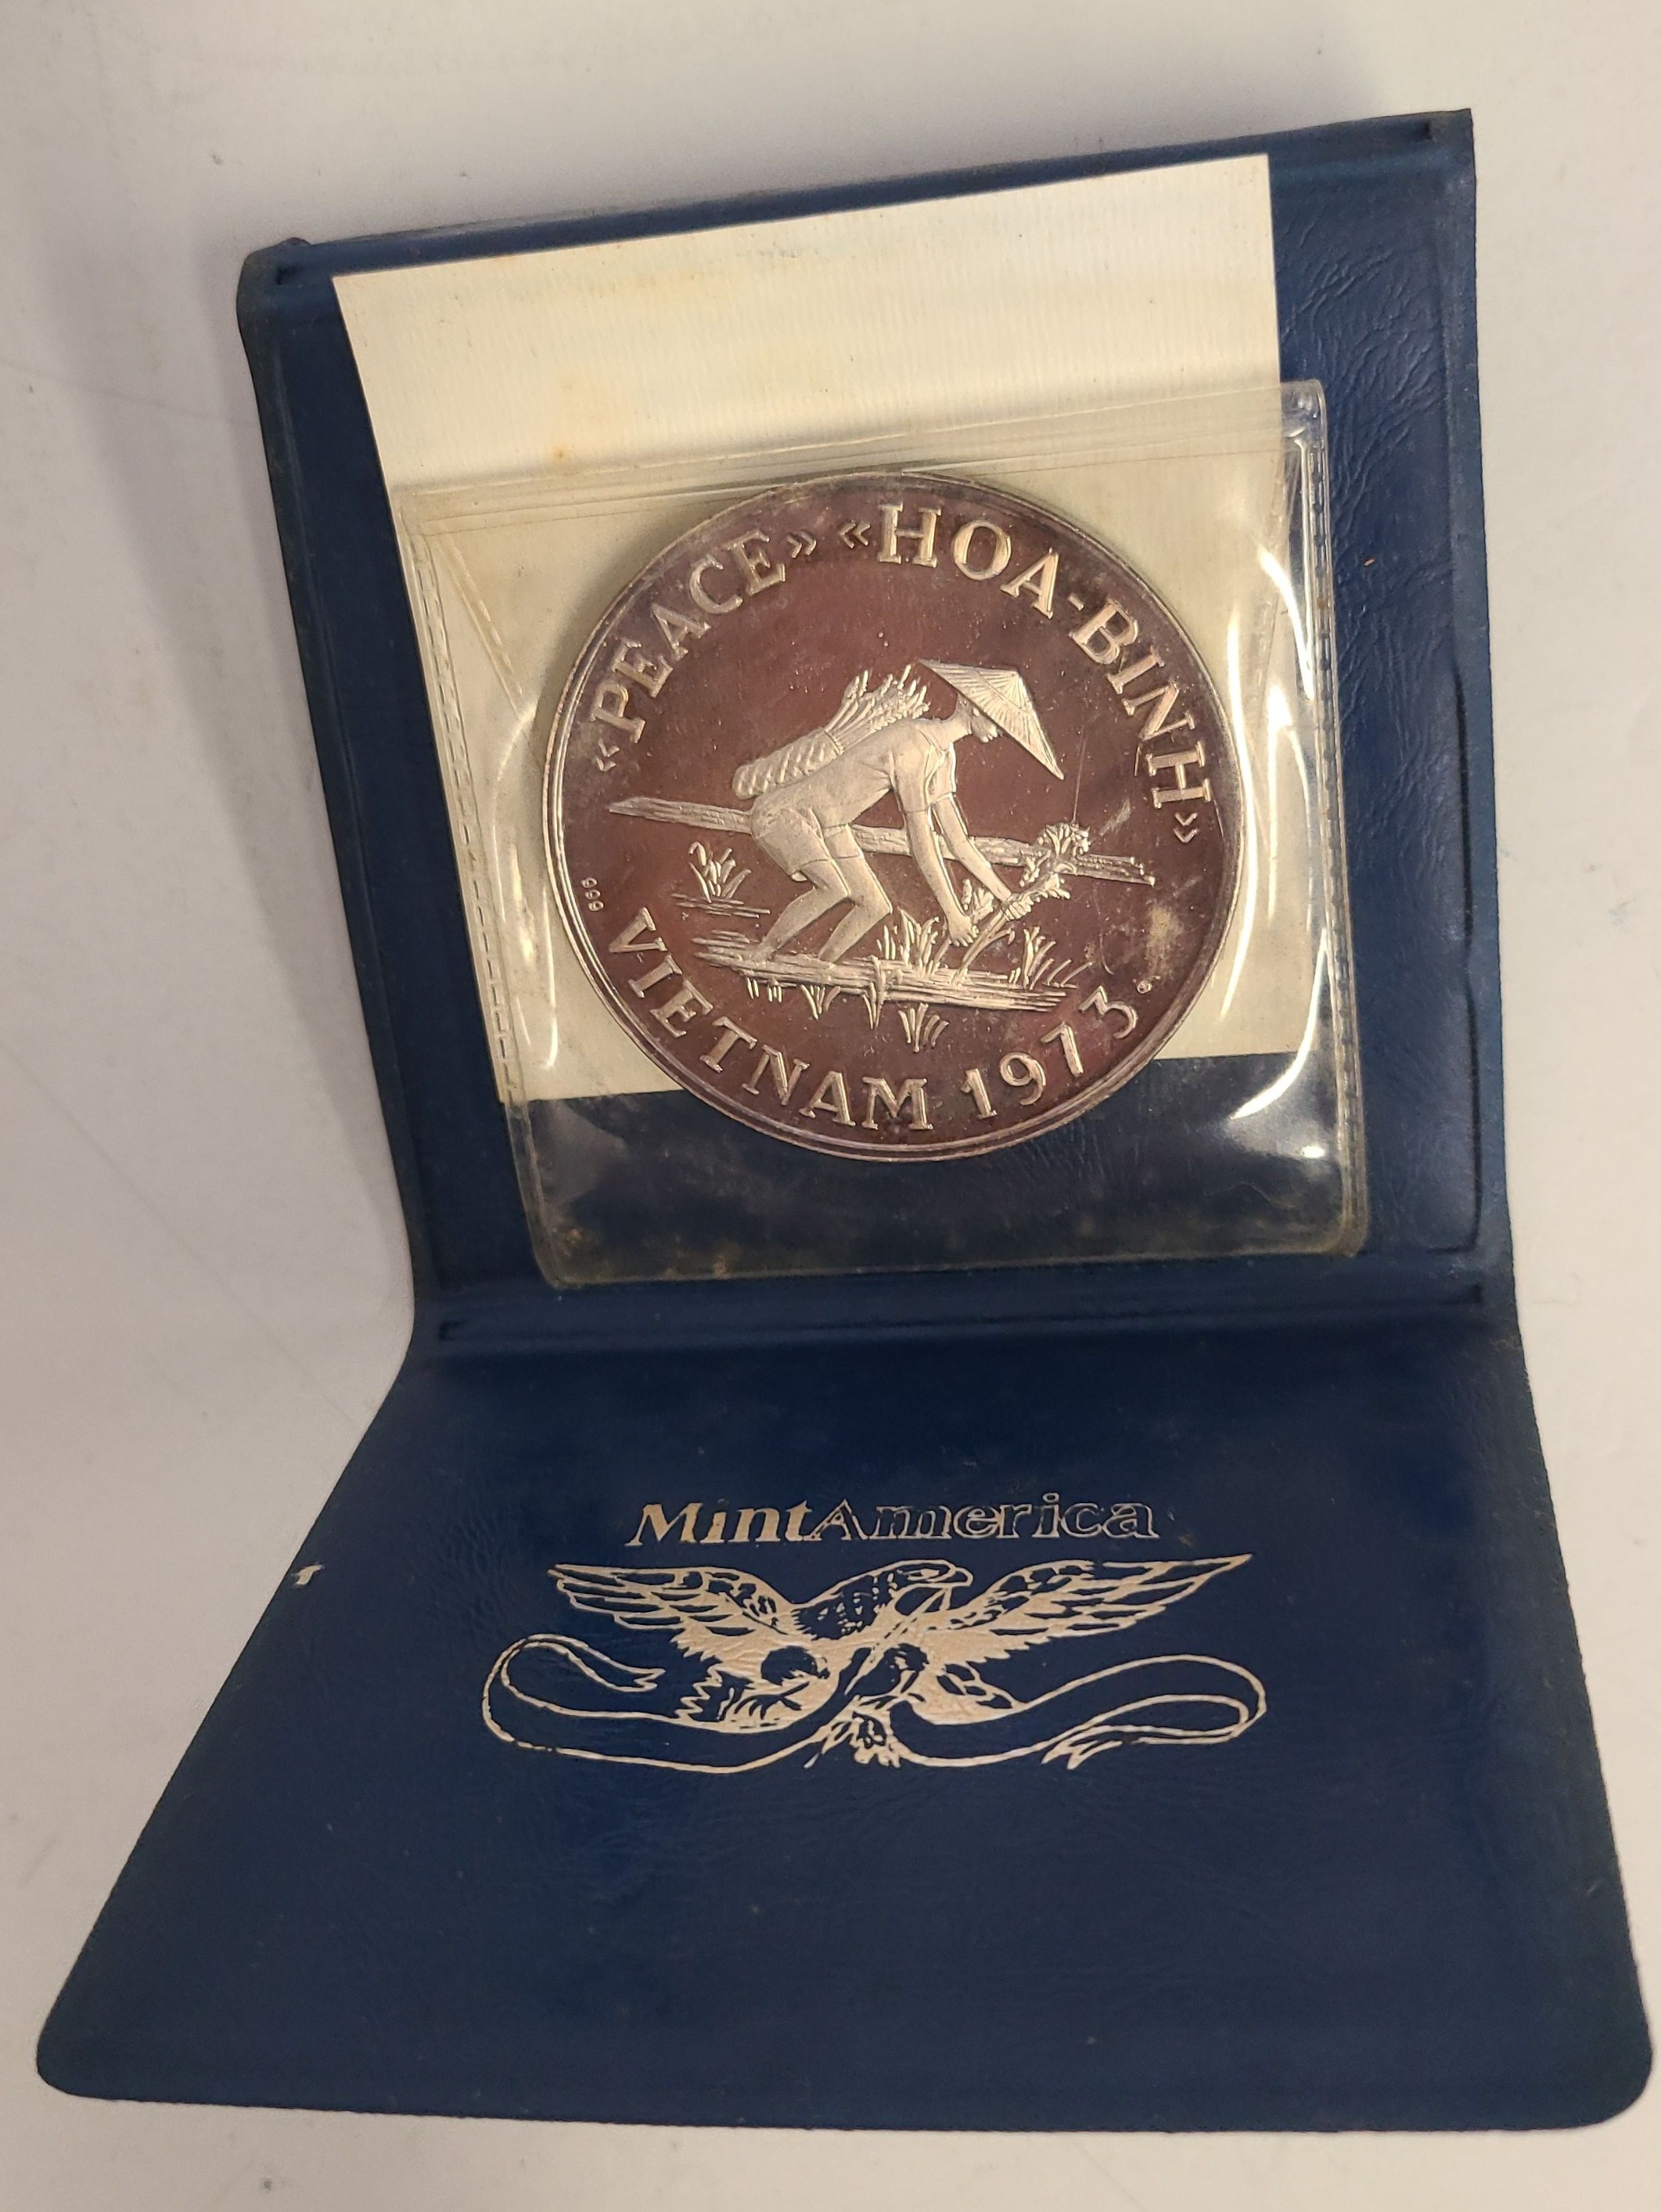 «PEACE» «HOA-BINH»
999
VIETNAM 1973
MintAmerica